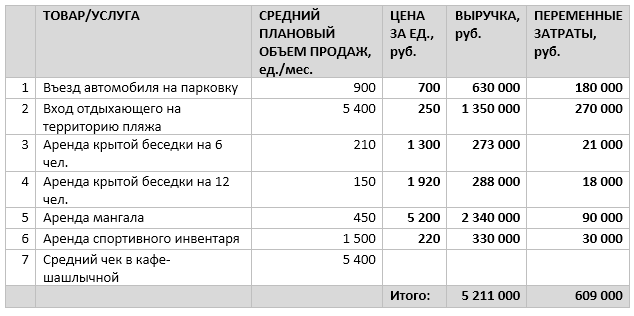 ТОВАР/УСЛУГА СРЕДНИЙ ПЛАНОВЫЙ ОБЪЕМ ПРОДАЖ, ед./мес. ЦЕНА ЗА ЕД., руб. ВЫРУЧКА, руб. ПЕРЕМЕННЫЕ ЗАТРАТЫ, руб.
1 Въезд автомобиля на парковку 900 700 630 000 180 000
2 Вход отдыхающего на 5 400 250 1 350 000 270 000
территорию пляжа
3 Аренда крытой беседки на 6 210 1 300 273 000 21 000
чел.
4 Аренда крытой беседки на 12 150 1 920 288 000 18 000
чел.
5 Аренда мангала 450 5 200 2 340 000 90 000
6 Аренда спортивного инвентаря 1 500 220 330 000 30 000
7 Средний чек в кафе- 5 400
шашлычной
Итого: 5 211 000 609 000